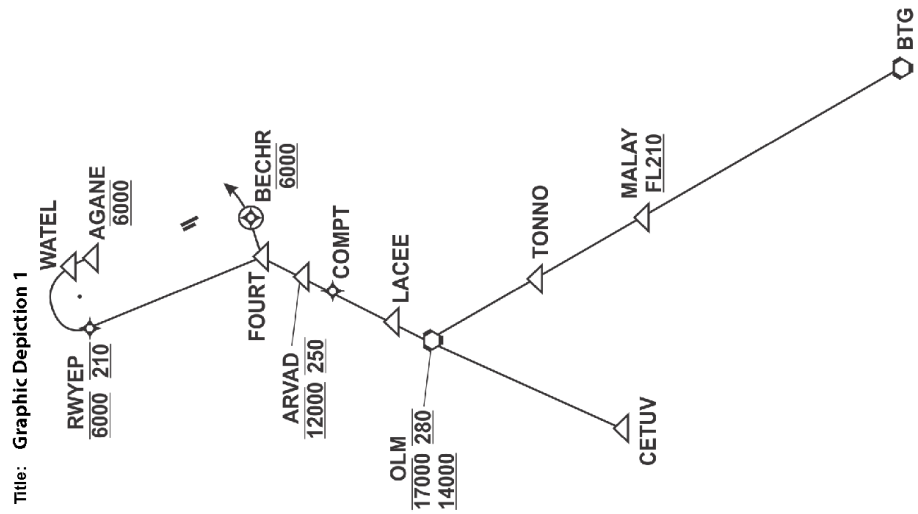 Title: Graphic Depiction 1
WATEL
AGANE
6000
RWYEP
6000 210
BECHR
6000
FOURT
ARVAD
12000 250
COMPT
LACEE
OLM
17000 280
14000
TONNO
MALAY
FL210
CETUV
BTG